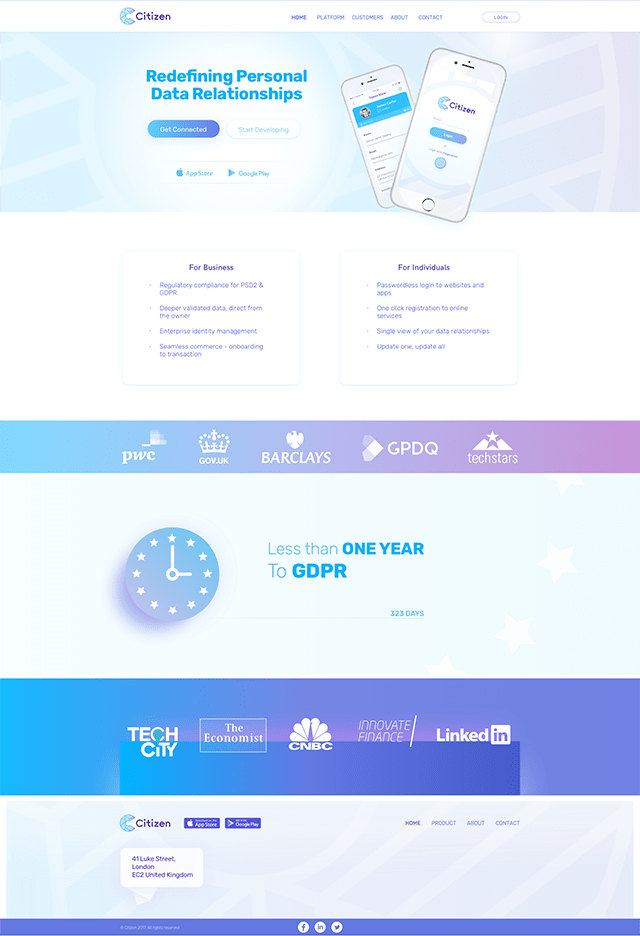 Citizen
HOME PLATFORM CUSTOMERS ABOUT CONTACT LOGIN
Redefining Personal
Data Relationships
Get Connected Start Developing
App Store Google Play
Citizen
Login
For Business
Regulatory compliance for PSD2 &
GDPR
Deeper validated data, direct from
the owner
Enterprise identity management
Seamless commerce - onboarding
to transaction
For Individuals
Passwordless login to websites and
apps
One click registration to online
services
Single view of your data relationships
Update one, update all
pwc
GOV.UK
BARCLAYS
GPDQ
techstars
Less than ONE YEAR
To GDPR
323 DAYS
TECH
CITY
The
Economist
CNBC
INNOVATE
FINANCE
Linked in
Citizen
App Store
Google Play
HOME PRODUCT ABOUT CONTACT
41 Luke Street,
London
EC2 United Kingdom
© Citizen 2017. All rights reserved
f in